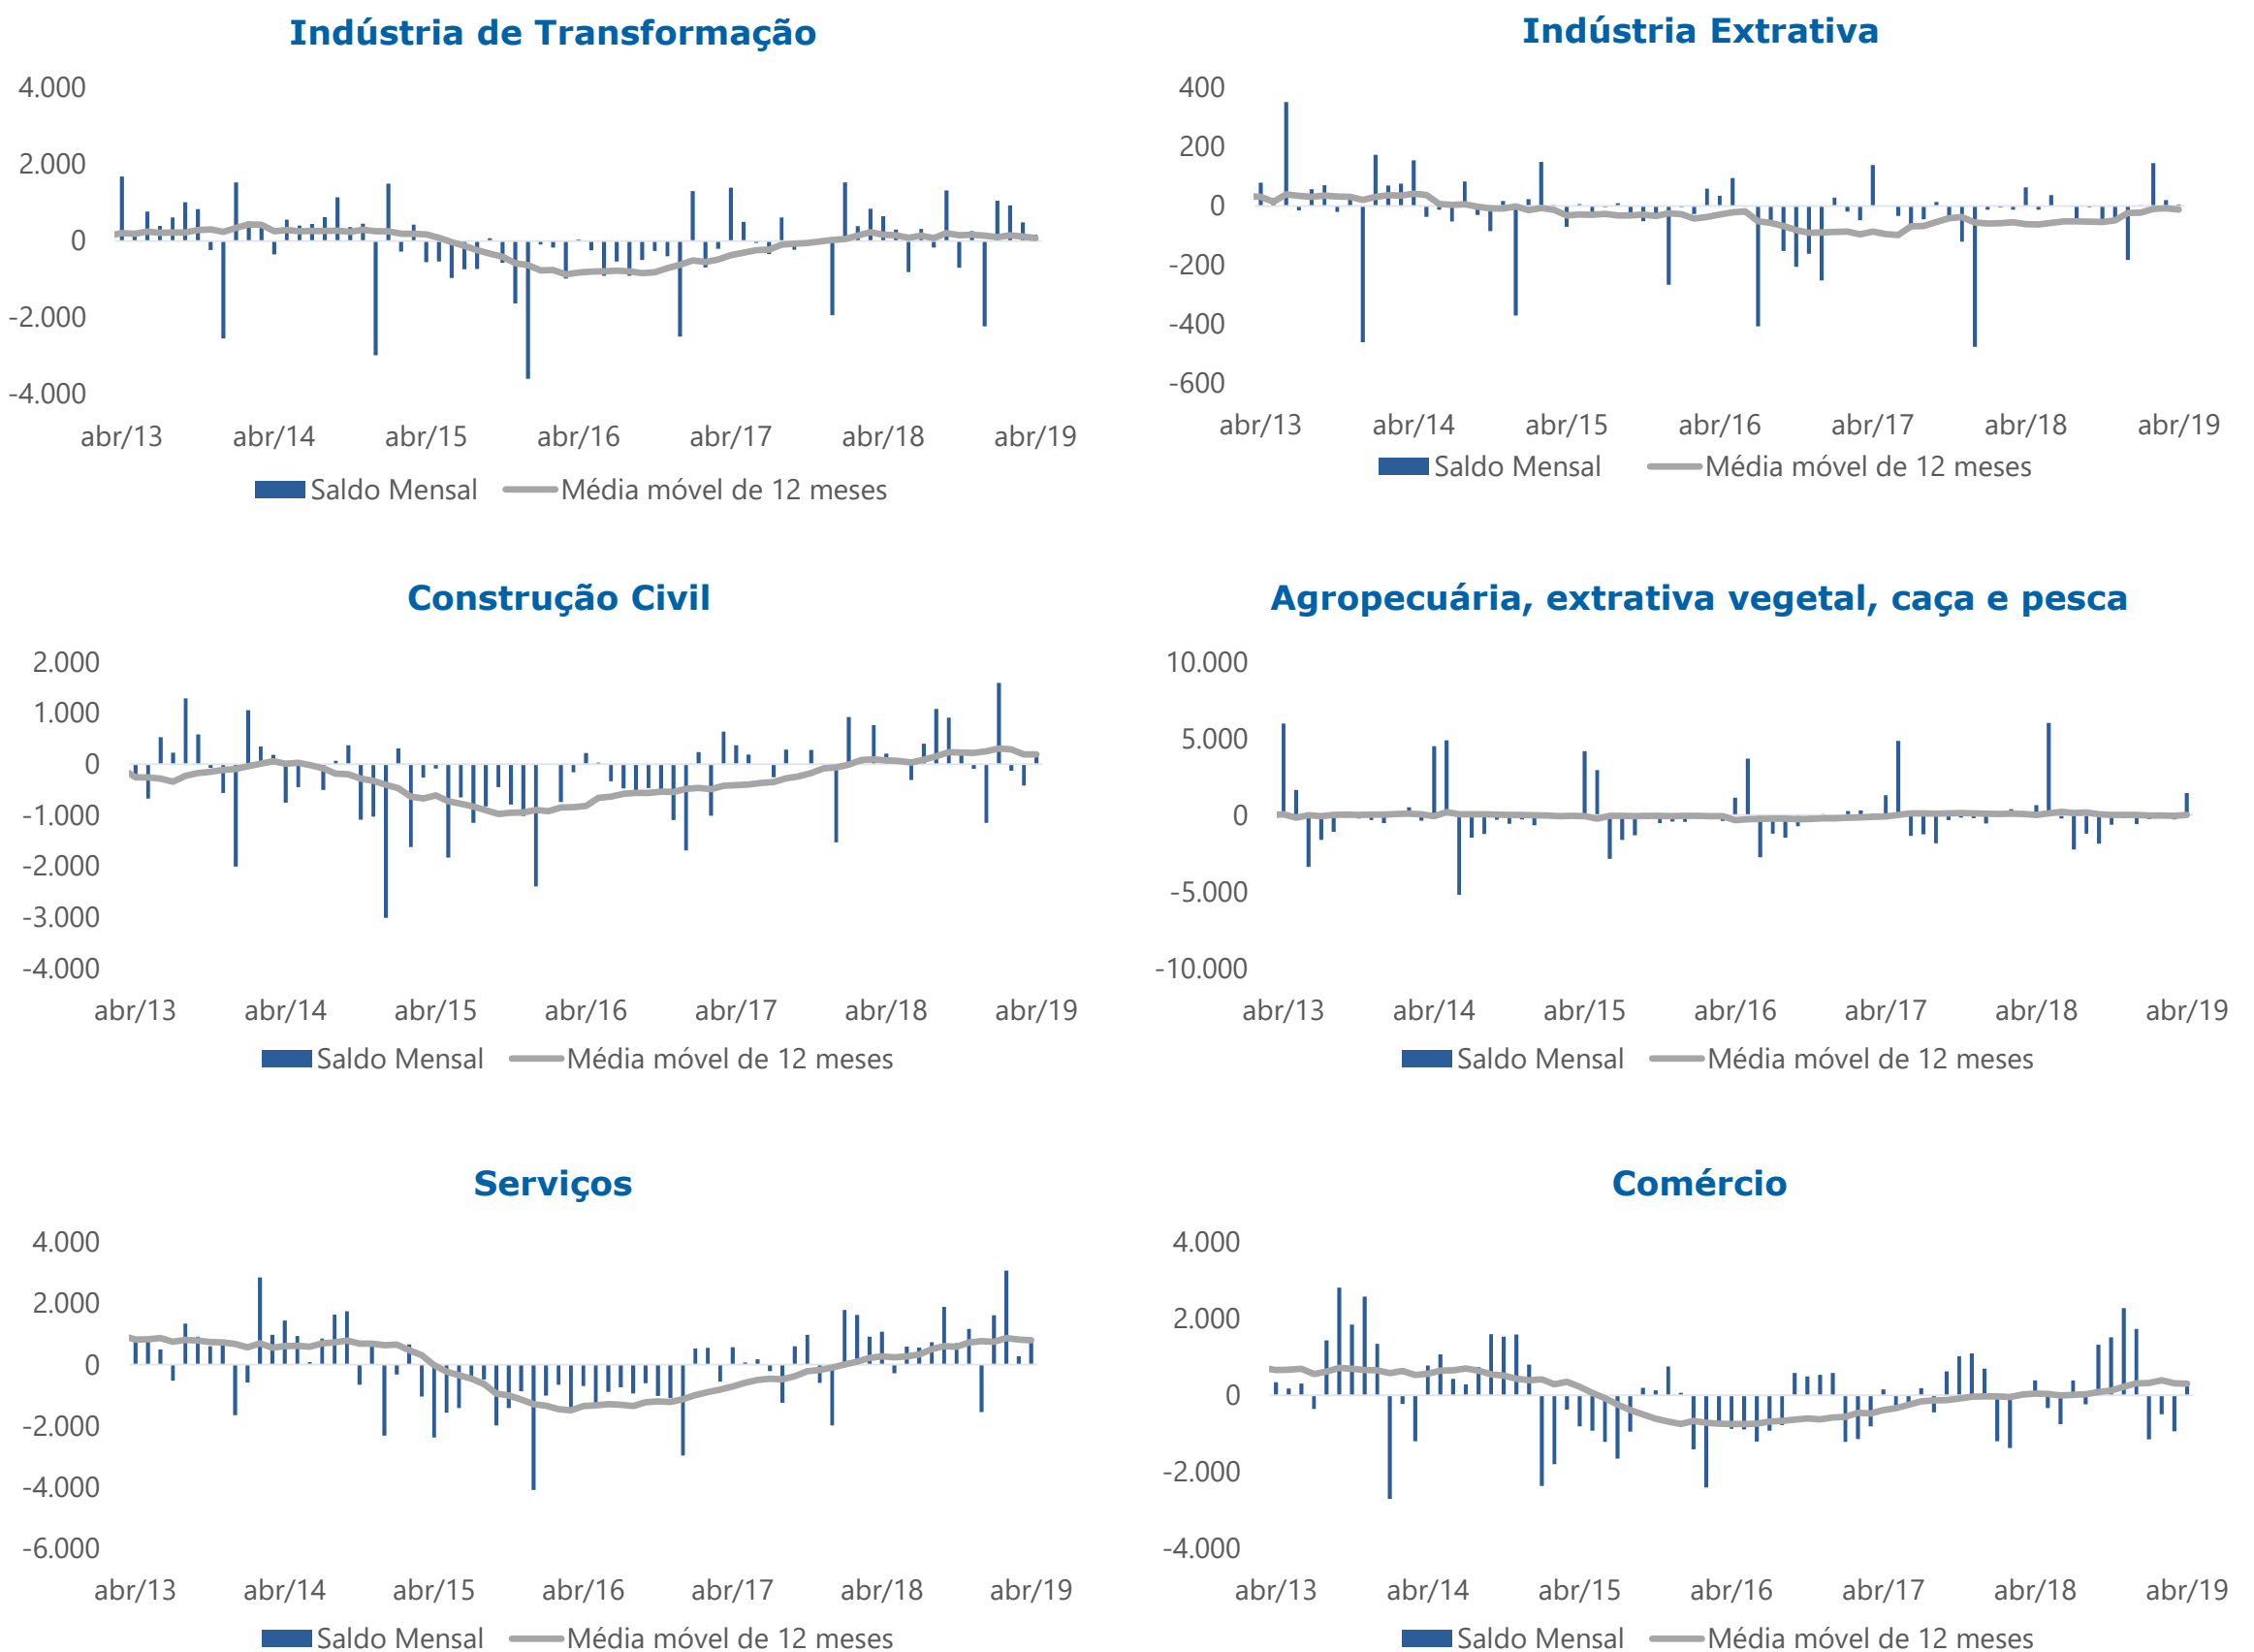 Indústria de Transformação
4.000
2.000
0
-2.000
-4.000
abr/13 abr/14 abr/15 abr/16 abr/17 abr/18 abr/19
Saldo Mensal Média móvel de 12 meses
Indústria Extrativa
400
200
0
-200
-400
-600
abr/13 abr/14 abr/15 abr/16 abr/17 abr/18 abr/19
Saldo Mensal Média móvel de 12 meses
Construção Civil
2.000
1.000
0
-1.000
-2.000
-3.000
-4.000
abr/13 abr/14 abr/15 abr/16 abr/17 abr/18 abr/19
Saldo Mensal Média móvel de 12 meses
Agropecuária, extrativa vegetal, caça e pesca
10.000
5.000
0
-5.000
-10.000
abr/13 abr/14 abr/15 abr/16 abr/17 abr/18 abr/19
Saldo Mensal Média móvel de 12 meses
Serviços
4.000
2.000
0
-2.000
-4.000
-6.000
abr/13 abr/14 abr/15 abr/16 abr/17 abr/18 abr/19
Saldo Mensal Média móvel de 12 meses
Comércio
4.000
2.000
0
-2.000
-4.000
abr/13 abr/14 abr/15 abr/16 abr/17 abr/18 abr/19
Saldo Mensal Média móvel de 12 meses